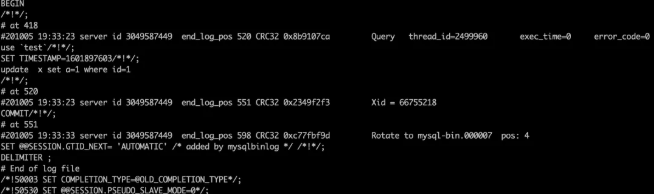 BEGIN
/*!*/;
# at 418
#201005 19:33:23 server id 3049587449  end_log_pos 520 CRC32 0x8b9107ca 	Query	thread_id=2499960	exec_time=0	error_code=0
use `test`/*!*/;
SET TIMESTAMP=1601897603/*!*/;
update  x set a=1 where id=1
/*!*/;
# at 520
#201005 19:33:23 server id 3049587449  end_log_pos 551 CRC32 0x2349f2f3 	Xid = 66755218
COMMIT/*!*/;
# at 551
#201005 19:33:33 server id 3049587449  end_log_pos 598 CRC32 0xc77fbf9d 	Rotate to mysql-bin.000007  pos: 4
SET @@SESSION.GTID_NEXT= 'AUTOMATIC' /* added by mysqlbinlog */ /*!*/;
DELIMITER ;
# End of log file
/*!50003 SET COMPLETION_TYPE=@OLD_COMPLETION_TYPE*/;
/*!50530 SET @@SESSION.PSEUDO_SLAVE_MODE=0*/;